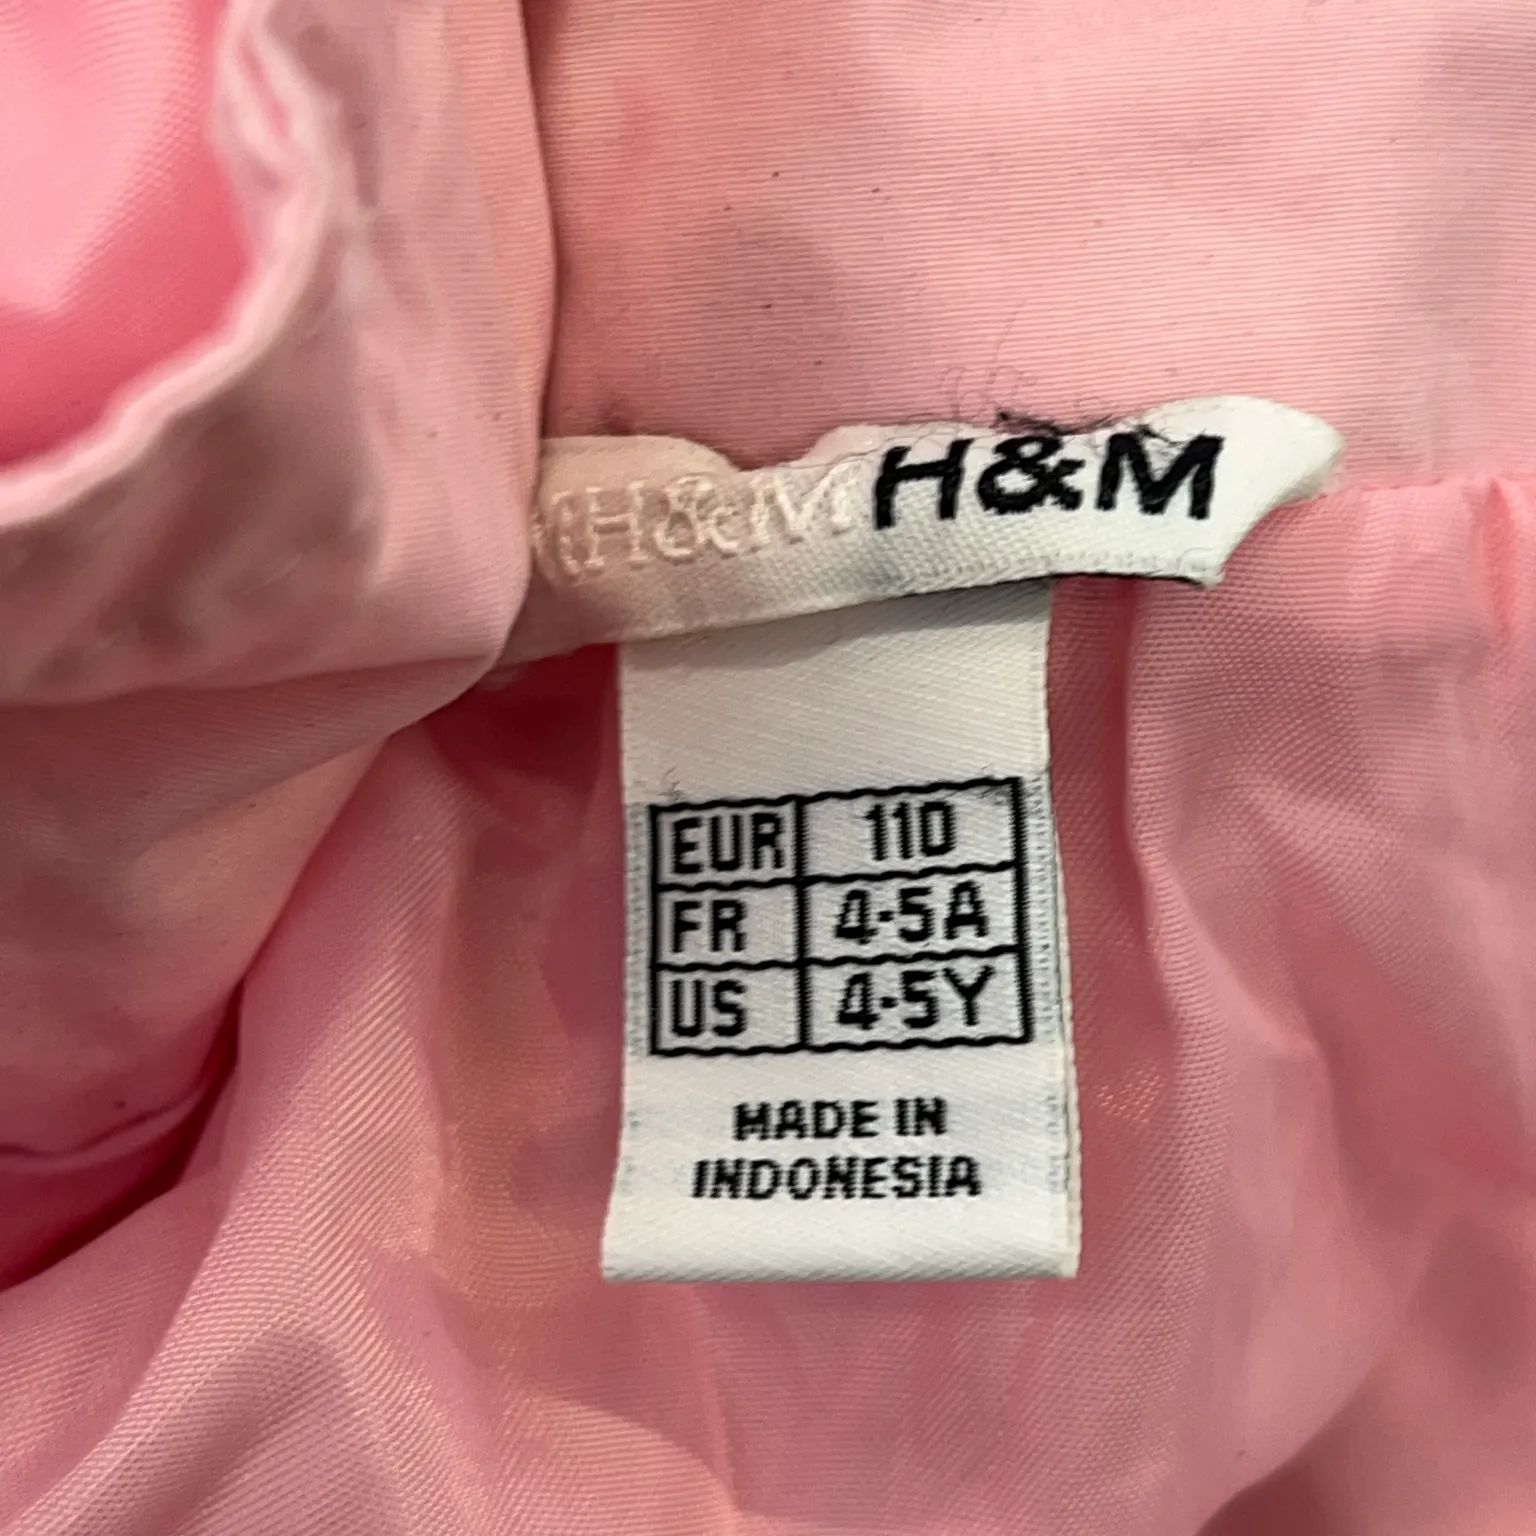 H&M H&M
EUR 110
FR 4-5A
US 4-5Y
MADE IN
INDONESIA